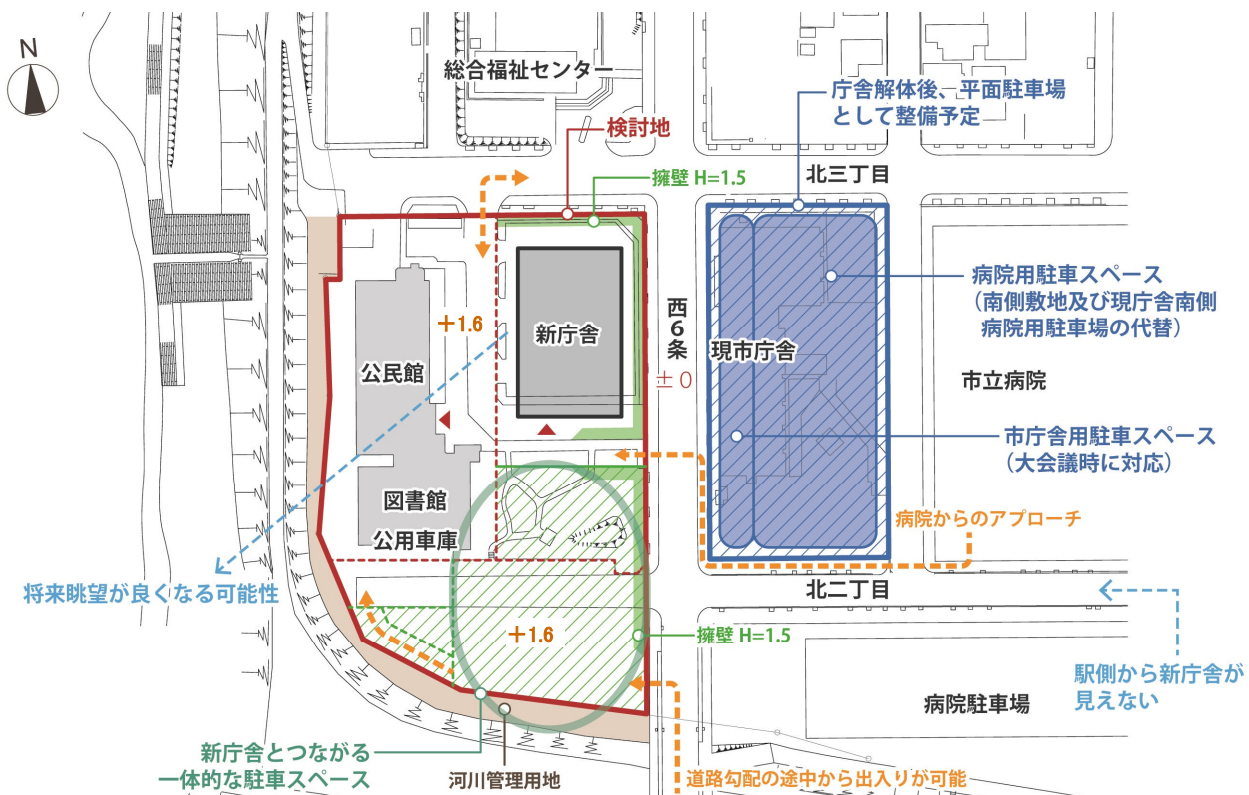 N
総合福祉センター
庁舎解体後、平面駐車場
として整備予定
検討地
擁壁 H=1.5
北三丁目
病院用駐車スペース
（南側敷地及び現庁舎南側
病院用駐車場の代替）
＋1.6
新庁舎
西6条
現市庁舎
公民館
±0
市立病院
市庁舎用駐車スペース
（大会議時に対応）
図書館
公用車庫
病院からのアプローチ
将来眺望が良くなる可能性
北二丁目
＋1.6
擁壁 H=1.5
駅側から新庁舎が
見えない
病院駐車場
新庁舎とつながる
一体的な駐車スペース
河川管理用地
道路勾配の途中から出入りが可能